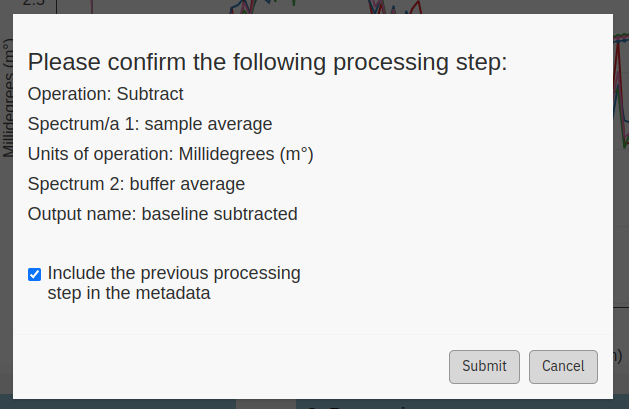 2.5
Millidegrees (m°)
Please confirm the following processing step:
Operation: Subtract
Spectrum/a 1: sample average
Units of operation: Millidegrees (m°)
Spectrum 2: buffer average
Output name: baseline subtracted
Include the previous processing
step in the metadata
Submit Cancel